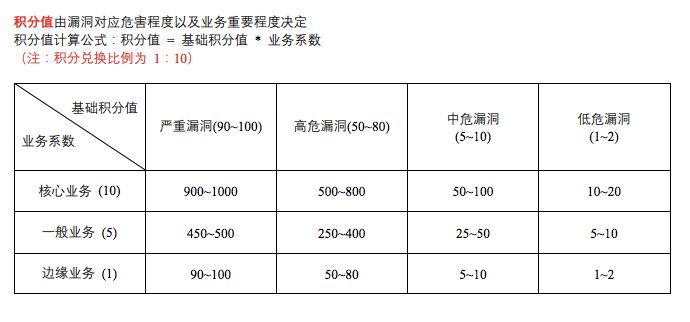 积分值由漏洞对应危害程度以及业务重要程度决定
积分值计算公式：积分值 = 基础积分值 * 业务系数
（注：积分兑换比例为 1：10）
基础积分值
业务系数
严重漏洞(90~100)
高危漏洞(50~80)
中危漏洞
(5~10)
低危漏洞
(1~2)
核心业务 (10)
900~1000
500~800
50~100
10~20
一般业务 (5)
450~500
250~400
25~50
5~10
边缘业务 (1)
90~100
50~80
5~10
1~2